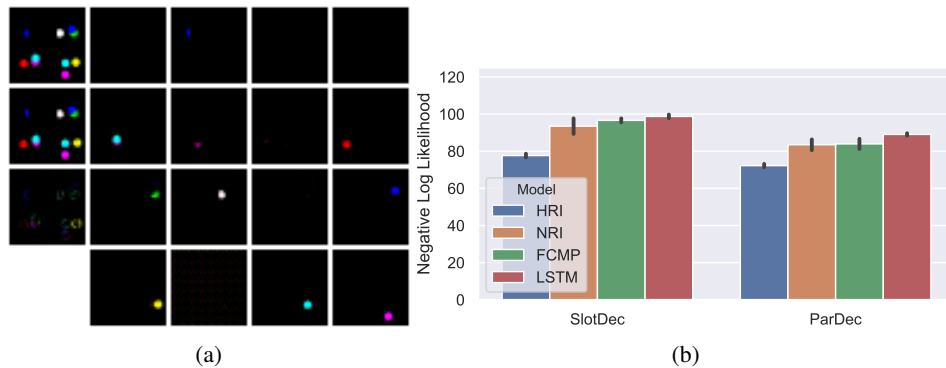 Negative Log Likelihood
120
100
80
60
40
20
0
Model
HRI
NRI
FCMP
LSTM
SlotDec
ParDec
(a)
(b)